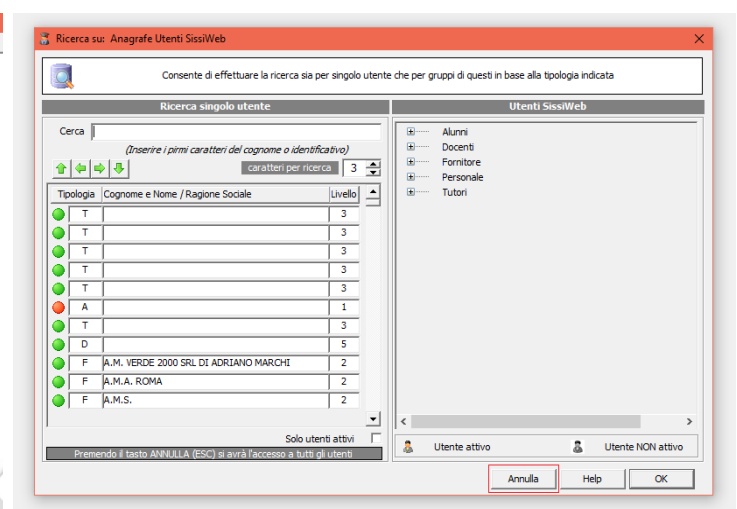 Ricerca su: Anagrafe Utenti SissiWeb
Consente di effettuare la ricerca sia per singolo utente che per gruppi di questi in base alla tipologia indicata
Ricerca singolo utente
Cerca
(Inserire i pirmi caratteri del cognome o identificativo)
caratteri per ricerca 3
Tipologia Cognome e Nome / Ragione Sociale Livello
T 3
T 3
T 3
T 3
T 3
A 1
T 3
D 5
F A.M. VERDE 2000 SRL DI ADRIANO MARCHI 2
F A.M.A. ROMA 2
F A.M.S. 2
Solo utenti attivi
Premendo il tasto ANNULLA (ESC) si avrà l'accesso a tutti gli utenti
Utenti SissiWeb
Alunni
Docenti
Fornitore
Personale
Tutori
Utente attivo Utente NON attivo
Annulla Help OK